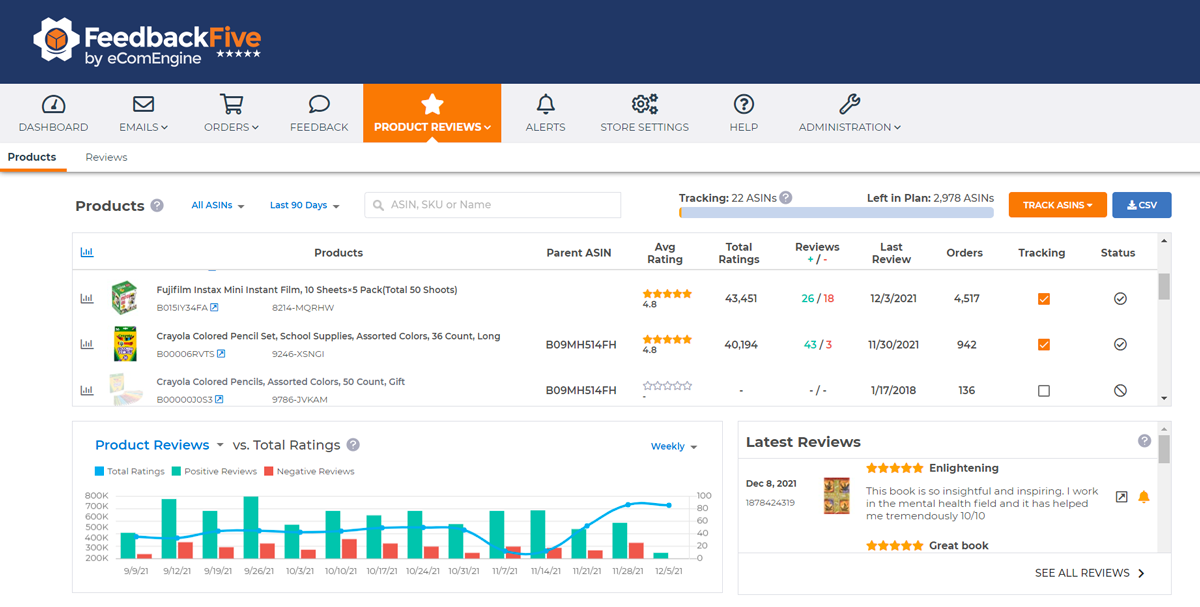 FeedbackFive
by eComEngine
DASHBOARD
EMAILS
ORDERS
FEEDBACK
PRODUCT REVIEWS
ALERTS
STORE SETTINGS
HELP
ADMINISTRATION
Products
Reviews
Products ?
All ASINs
Last 90 Days
ASIN, SKU or Name
Tracking: 22 ASINs ?
Left in Plan: 2,978 ASINs
TRACK ASINS
CSV
Products
Parent ASIN
Avg
Rating
Total
Ratings
Reviews
+ / -
Last
Review
Orders
Tracking
Status
Fujifilm Instax Mini Instant Film, 10 Sheets×5 Pack(Total 50 Shoots)
B015IY34FA 8214-MQRHW
4.8
43,451
26 / 18
12/3/2021
4,517
Crayola Colored Pencil Set, School Supplies, Assorted Colors, 36 Count, Long
B00006RVTS 9246-XSNGI
B09MH514FH
4.8
40,194
43 / 3
11/30/2021
942
Crayola Colored Pencils, Assorted Colors, 50 Count, Gift
B00000J0S3 9786-JVKAM
B09MH514FH
-
-
- / -
1/17/2018
136
Product Reviews vs. Total Ratings ?
Weekly
Total Ratings Positive Reviews Negative Reviews
800K
700K
600K
500K
400K
300K
200K
100
80
60
40
20
0
9/9/21 9/12/21 9/19/21 9/26/21 10/3/21 10/10/21 10/17/21 10/24/21 10/31/21 11/7/21 11/14/21 11/21/21 11/28/21 12/5/21
Latest Reviews ?
Dec 8, 2021
1878424319
Enlightening
This book is so insightful and inspiring. I work
in the mental health field and it has helped
me tremendously 10/10
Great book
SEE ALL REVIEWS